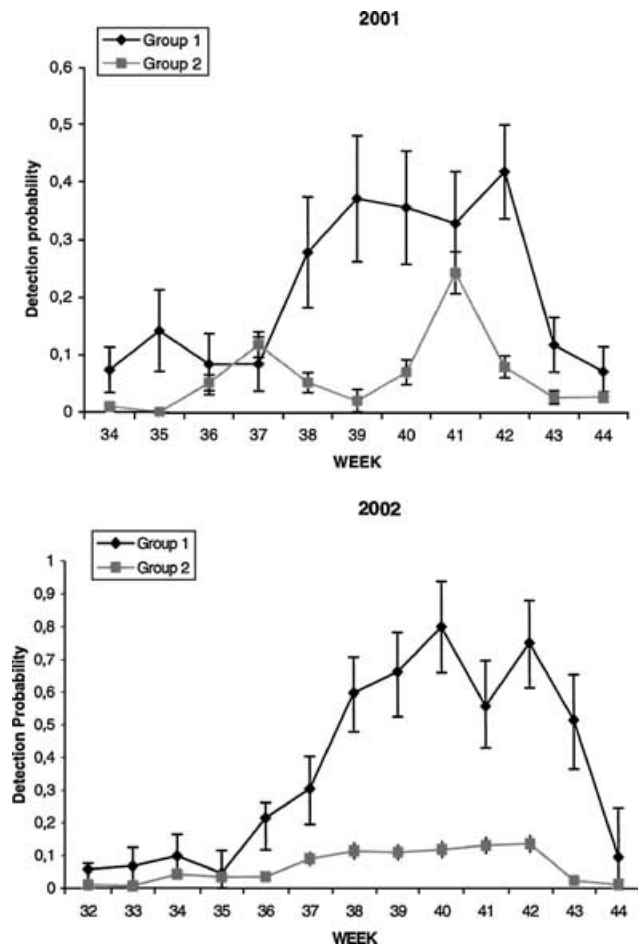 2001
Group 1
Group 2
0,6
0,5
0,4
0,3
0,2
0,1
0
Detection probability
34 35 36 37 38 39 40 41 42 43 44
WEEK
2002
Group 1
Group 2
1
0,9
0,8
0,7
0,6
0,5
0,4
0,3
0,2
0,1
0
Detection Probability
32 33 34 35 36 37 38 39 40 41 42 43 44
WEEK